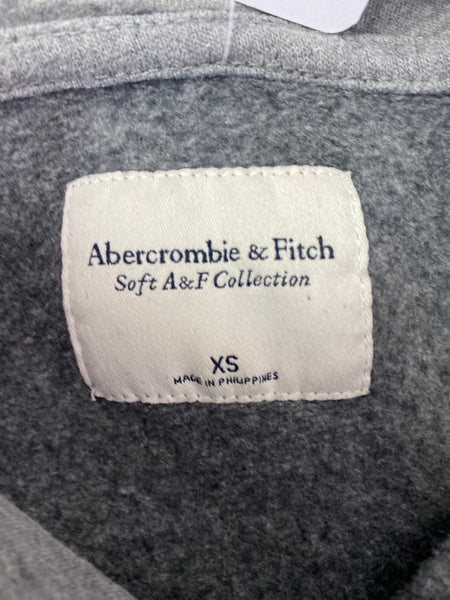 Abercrombie & Fitch
Soft A&F Collection
XS
MADE IN PHILIPPINES